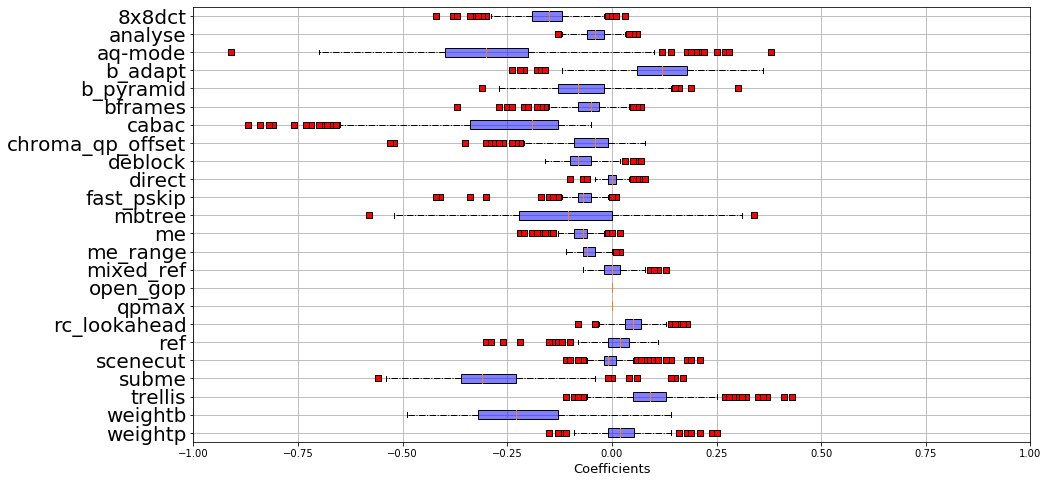 8x8dct
analyse
aq-mode
b_adapt
b_pyramid
bframes
cabac
chroma_qp_offset
deblock
direct
fast_pskip
mbtree
me
me_range
mixed_ref
open_gop
qpmax
rc_lookahead
ref
scenecut
subme
trellis
weightb
weightp
−1.00 −0.75 −0.50 −0.25 0.00 0.25 0.50 0.75 1.00
Coefficients